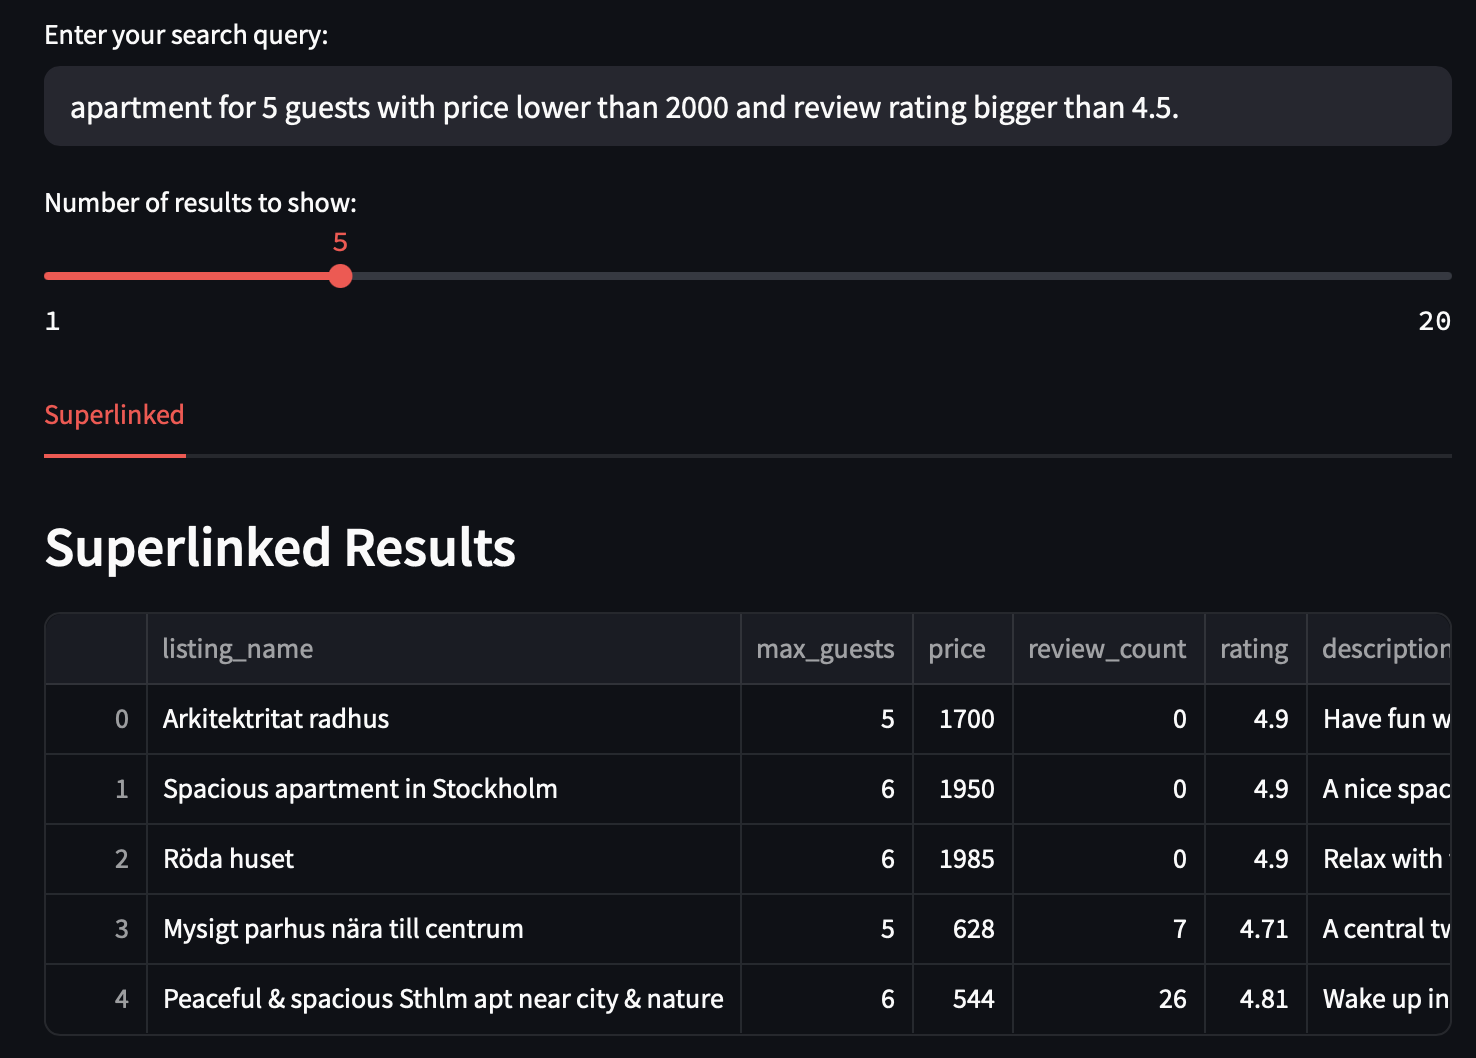 Enter your search query:
apartment for 5 guests with price lower than 2000 and review rating bigger than 4.5.
Number of results to show:
5
1 20
Superlinked
Superlinked Results
listing_name max_guests price review_count rating description
0 Arkitektritat radhus 5 1700 0 4.9 Have fun w
1 Spacious apartment in Stockholm 6 1950 0 4.9 A nice spac
2 Röda huset 6 1985 0 4.9 Relax with
3 Mysigt parhus nära till centrum 5 628 7 4.71 A central tw
4 Peaceful & spacious Sthlm apt near city & nature 6 544 26 4.81 Wake up in